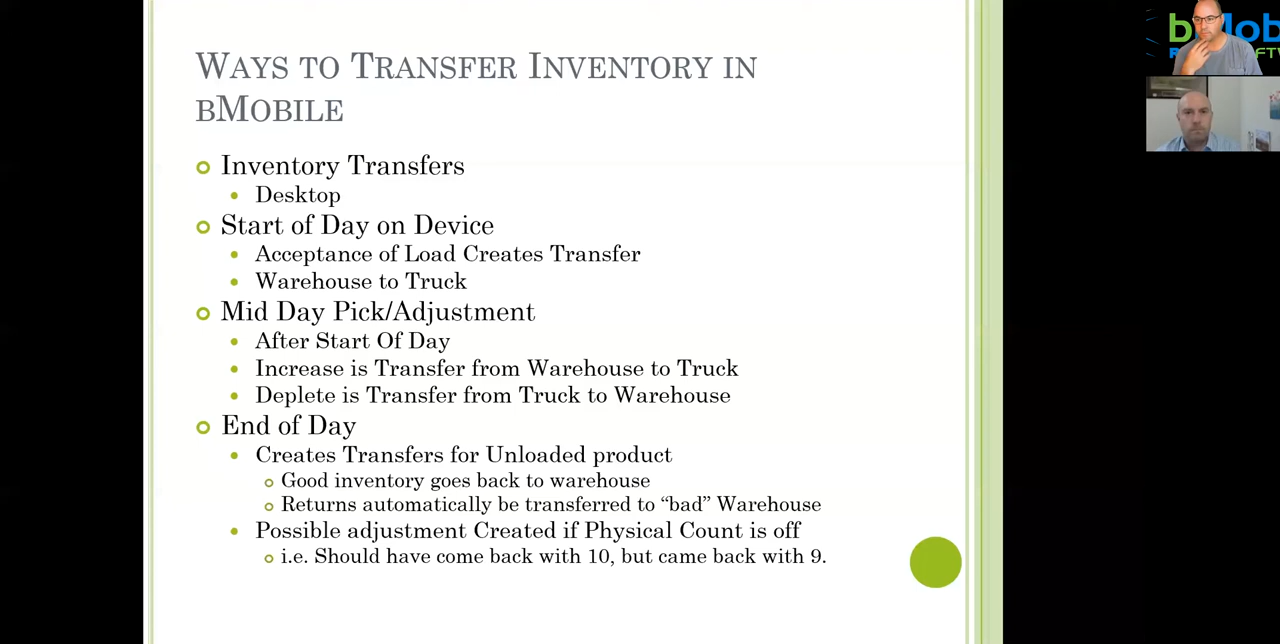 WAYS TO TRANSFER INVENTORY IN
BMOBILE
Inventory Transfers
Desktop
Start of Day on Device
Acceptance of Load Creates Transfer
Warehouse to Truck
Mid Day Pick/Adjustment
After Start Of Day
Increase is Transfer from Warehouse to Truck
Deplete is Transfer from Truck to Warehouse
End of Day
Creates Transfers for Unloaded product
Good inventory goes back to warehouse
Returns automatically be transferred to “bad” Warehouse
Possible adjustment Created if Physical Count is off
i.e. Should have come back with 10, but came back with 9.